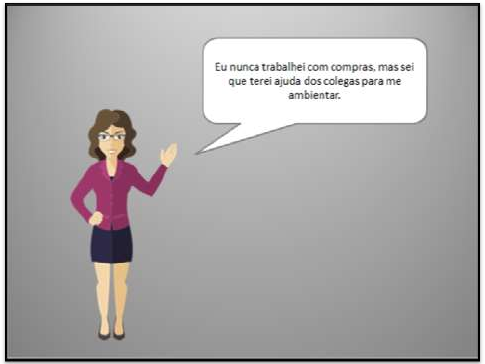 Eu nunca trabalhei com compras, mas sei
que terei ajuda dos colegas para me
ambientar.